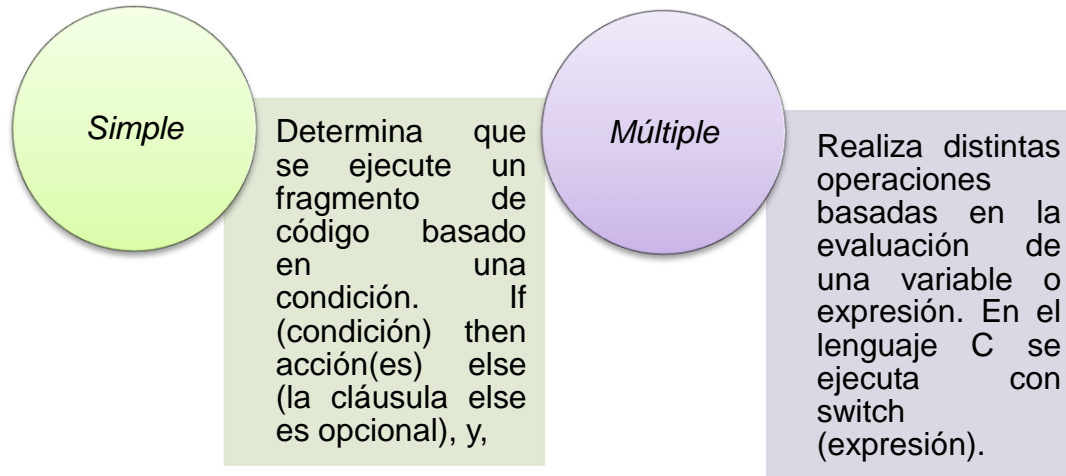 Simple
Determina que
se ejecute un
fragmento de
código basado
en una
condición. If
(condición) then
acción(es) else
(la cláusula else
es opcional), y,
Múltiple
Realiza distintas
operaciones
basadas en la
evaluación de
una variable o
expresión. En el
lenguaje C se
ejecuta con
switch
(expresión).